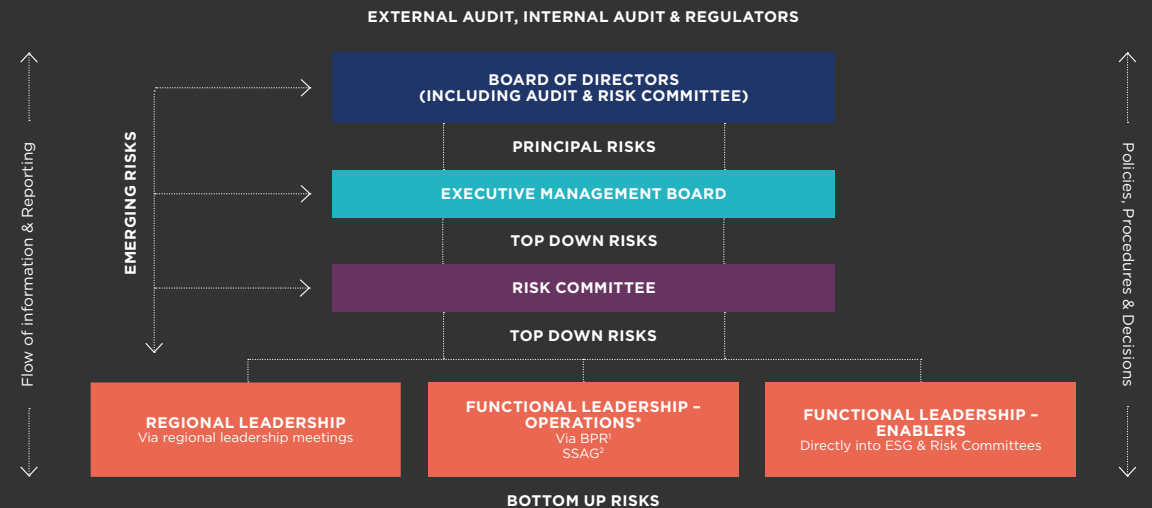 EXTERNAL AUDIT, INTERNAL AUDIT & REGULATORS
BOARD OF DIRECTORS
(INCLUDING AUDIT & RISK COMMITTEE)
PRINCIPAL RISKS
EXECUTIVE MANAGEMENT BOARD
TOP DOWN RISKS
RISK COMMITTEE
TOP DOWN RISKS
EMERGING RISKS
Flow of information & Reporting
Policies, Procedures & Decisions
REGIONAL LEADERSHIP
Via regional leadership meetings
FUNCTIONAL LEADERSHIP –
OPERATIONS*
Via BPR¹
SSAG²
FUNCTIONAL LEADERSHIP –
ENABLERS
Directly into ESG & Risk Committees
BOTTOM UP RISKS